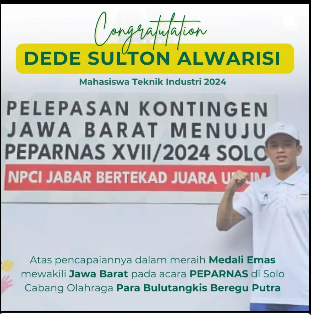 Congratulation
DEDE SULTON ALWARISI
Mahasiswa Teknik Industri 2024
PELEPASAN KONTINGEN
JAWA BARAT MENUJU
PEPARNAS XVII/2024 SOLO
NPCI JABAR BERTEKAD JUARA UMUM
Atas pencapaiannya dalam meraih Medali Emas
mewakili Jawa Barat pada acara PEPARNAS di Solo
Cabang Olahraga Para Bulutangkis Beregu Putra